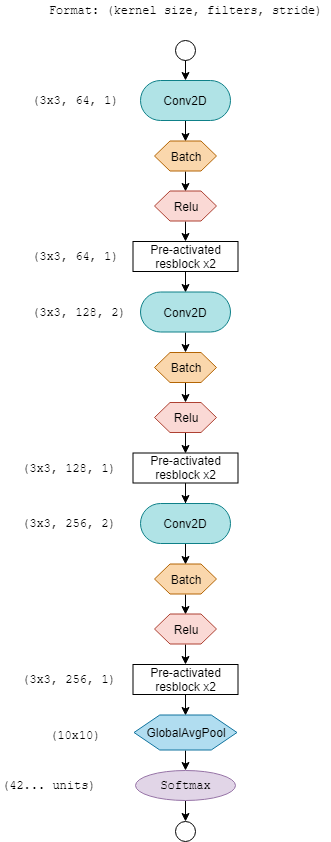 Format: (kernel size, filters, stride)
(3x3, 64, 1) Conv2D
Batch
Relu
(3x3, 64, 1) Pre-activated
resblock x2
(3x3, 128, 2) Conv2D
Batch
Relu
(3x3, 128, 1) Pre-activated
resblock x2
(3x3, 256, 2) Conv2D
Batch
Relu
(3x3, 256, 1) Pre-activated
resblock x2
(10x10) GlobalAvgPool
(42... units) Softmax